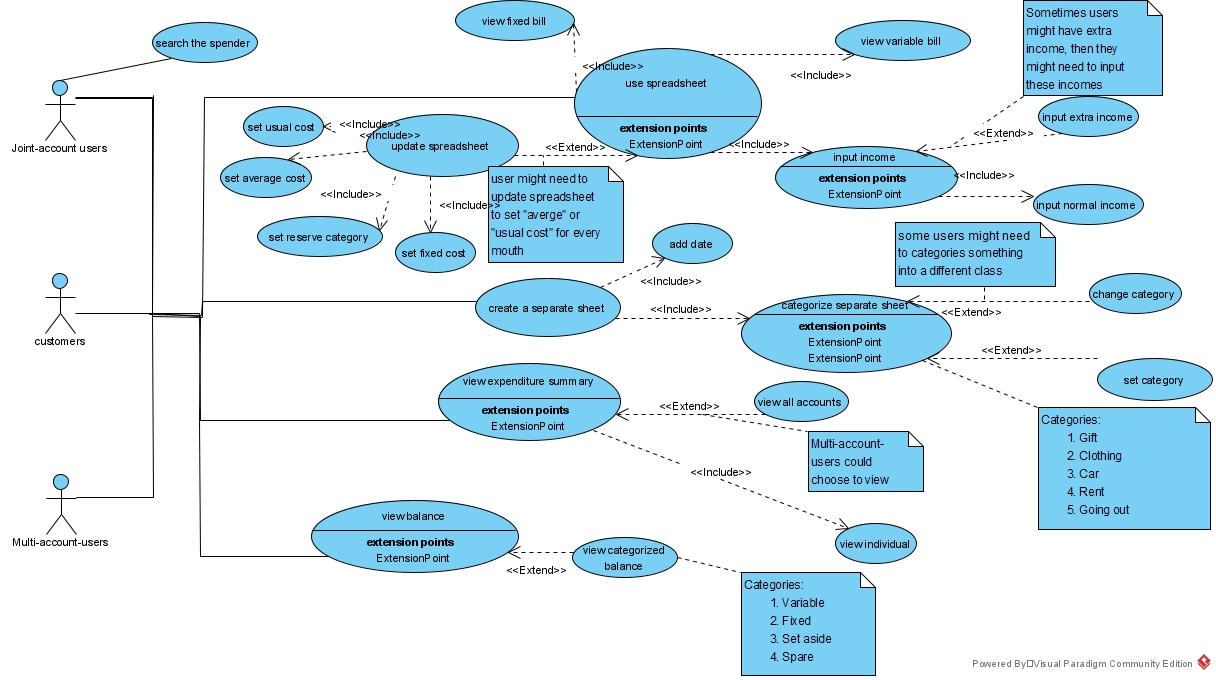 search the spender
Joint-account users
customers
Multi-account-users
view fixed bill
view variable bill
<<Include>>
<<Include>>
use spreadsheet
extension points
ExtensionPoint
Sometimes users
might have extra
income, then they
might need to input
these incomes
input extra income
<<Extend>>
set usual cost
<<Include>>
<<Include>>
update spreadsheet
<<Extend>>
<<Include>>
input income
extension points
ExtensionPoint
<<Include>>
input normal income
set average cost
<<Include>>
<<Include>>
set reserve category
set fixed cost
user might need to
update spreadsheet
to set "averge" or
"usual cost" for every
mouth
add date
<<Include>>
create a separate sheet
<<Include>>
some users might need
to categories something
into a different class
categorize separate sheet
extension points
ExtensionPoint
ExtensionPoint
change category
<<Extend>>
<<Extend>>
set category
view expenditure summary
extension points
ExtensionPoint
<<Extend>>
view all accounts
Multi-account-
users could
choose to view
<<Include>>
view individual
Categories:
1. Gift
2. Clothing
3. Car
4. Rent
5. Going out
view balance
extension points
ExtensionPoint
<<Extend>>
view categorized
balance
Categories:
1. Variable
2. Fixed
3. Set aside
4. Spare
Powered By Visual Paradigm Community Edition